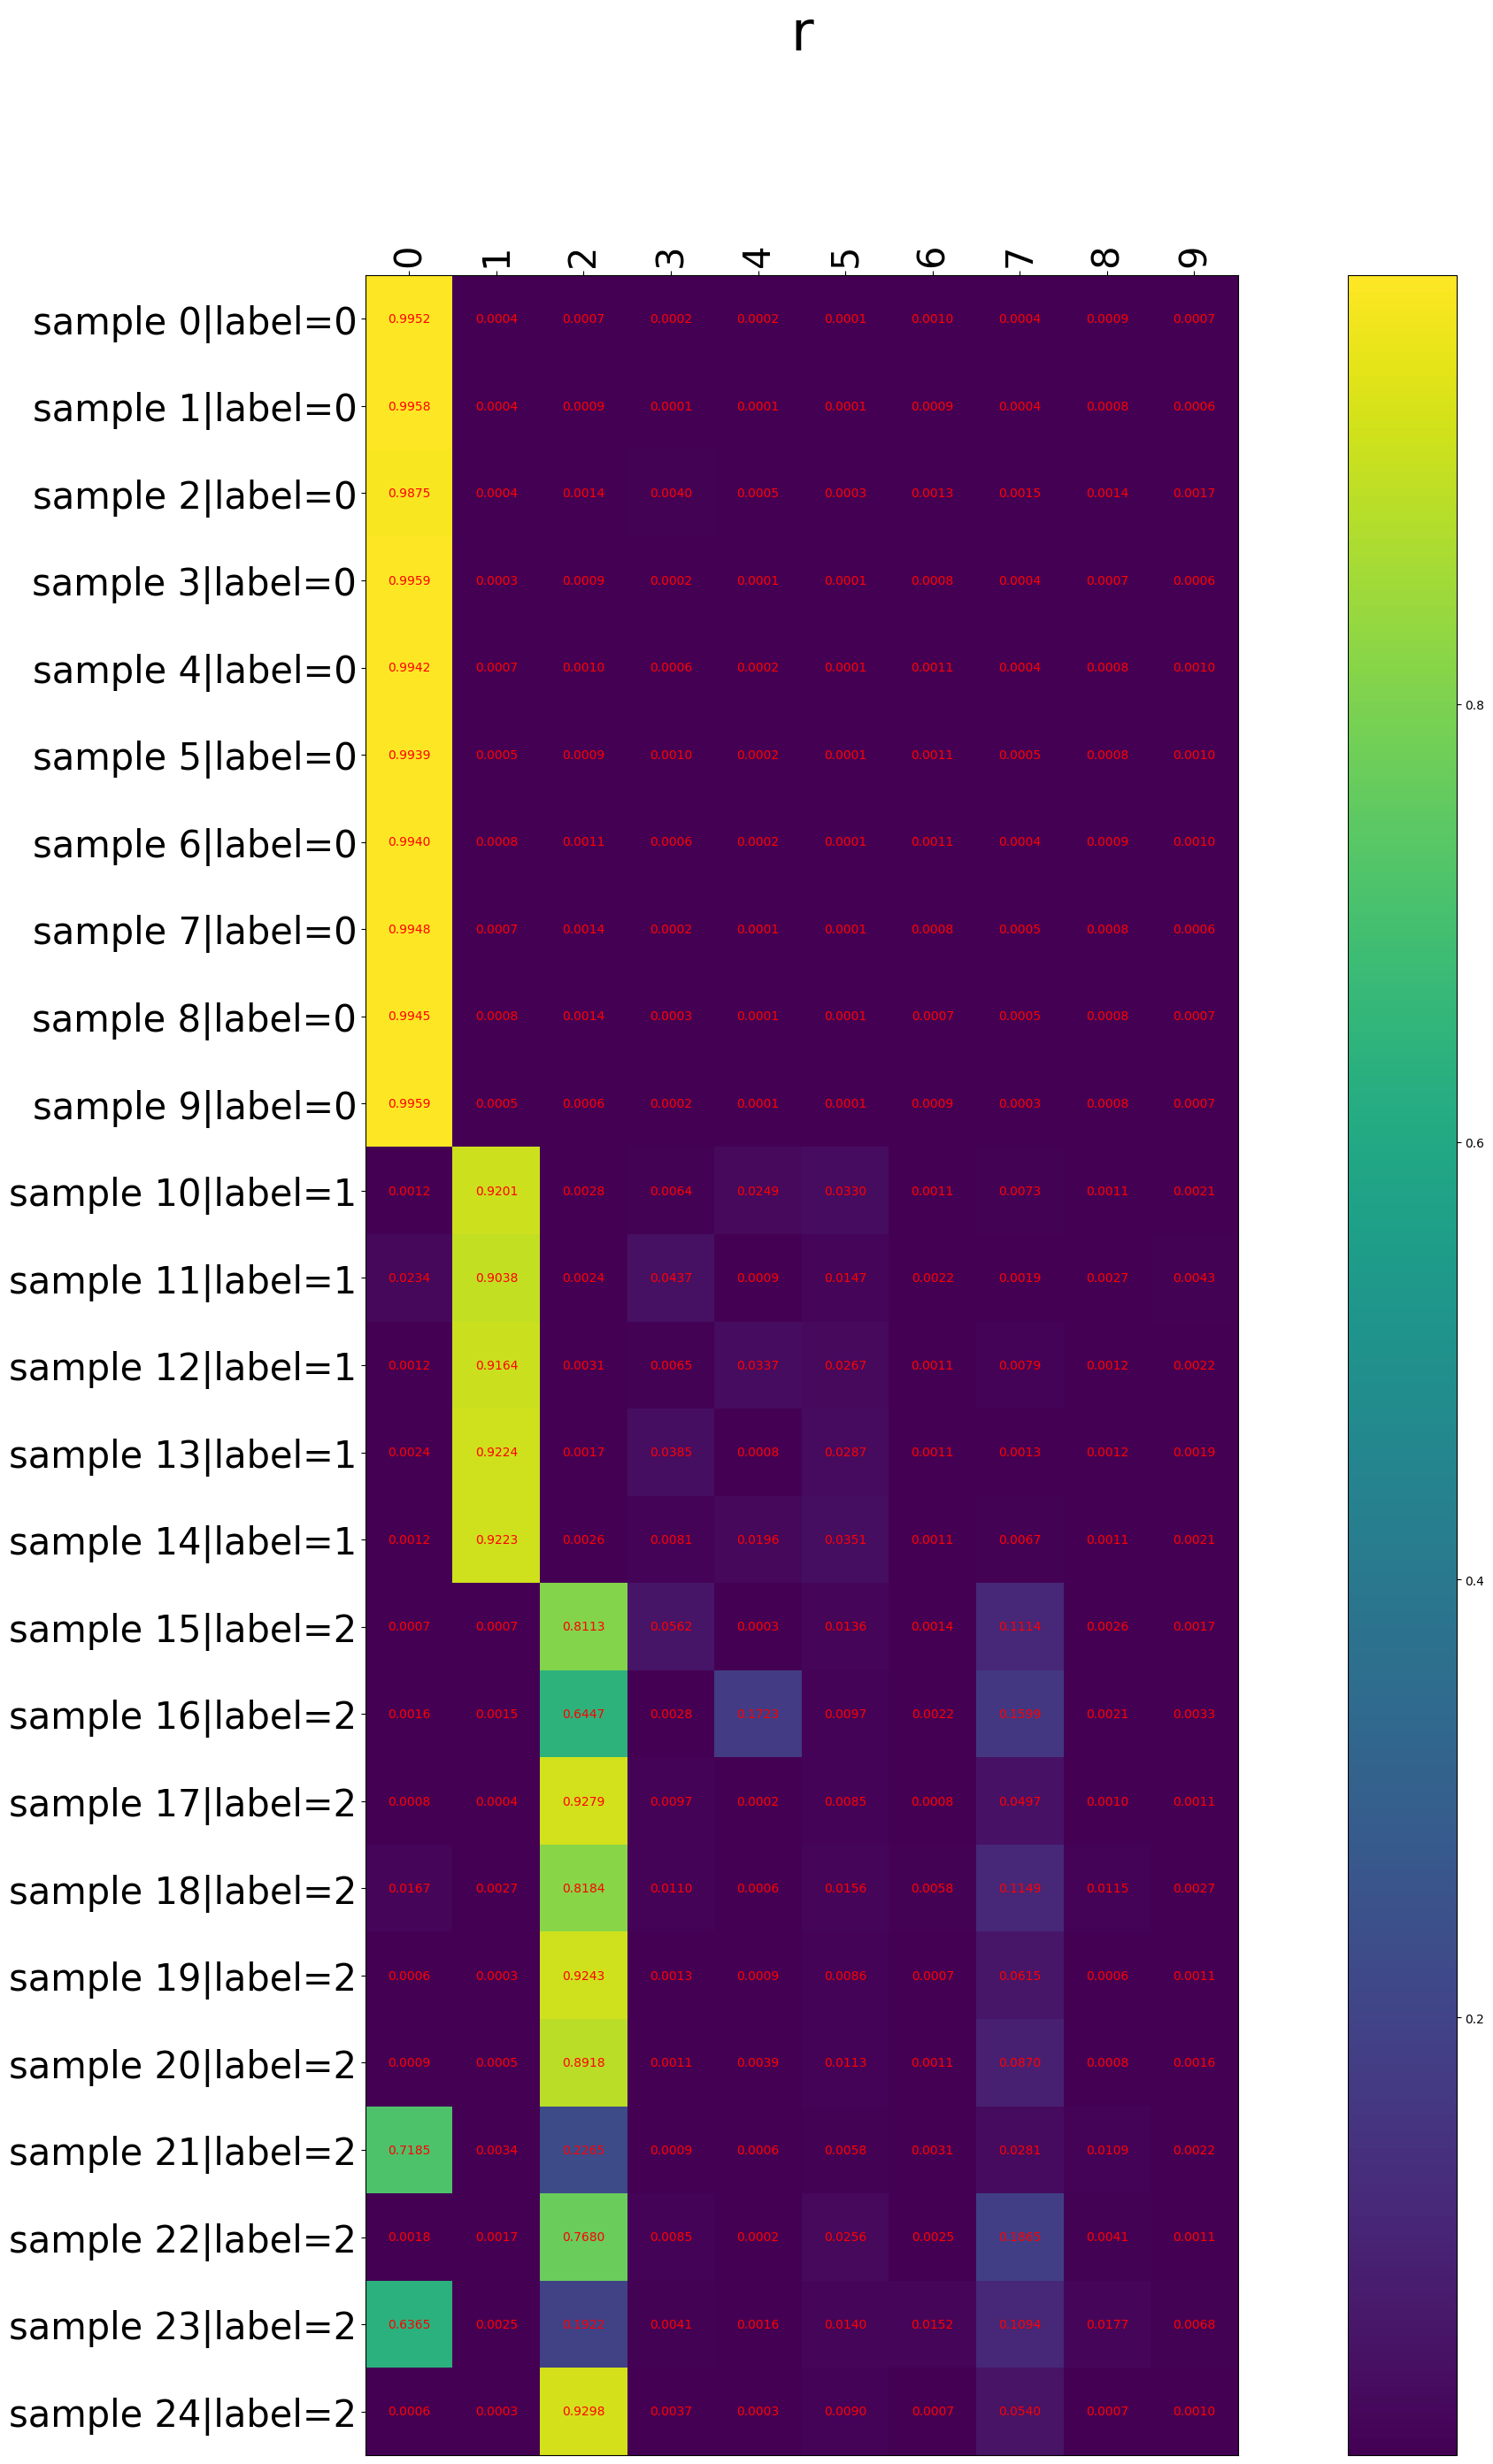 r
0 1 2 3 4 5 6 7 8 9
sample 0|label=0 0.9952 0.0004 0.0007 0.0002 0.0002 0.0001 0.0010 0.0004 0.0009 0.0007
sample 1|label=0 0.9958 0.0004 0.0009 0.0001 0.0001 0.0001 0.0009 0.0004 0.0008 0.0006
sample 2|label=0 0.9875 0.0004 0.0014 0.0040 0.0005 0.0003 0.0013 0.0015 0.0014 0.0017
sample 3|label=0 0.9959 0.0003 0.0009 0.0002 0.0001 0.0001 0.0008 0.0004 0.0007 0.0006
sample 4|label=0 0.9942 0.0007 0.0010 0.0006 0.0002 0.0001 0.0011 0.0004 0.0008 0.0010
0.8
sample 5|label=0 0.9939 0.0005 0.0009 0.0010 0.0002 0.0001 0.0011 0.0005 0.0008 0.0010
sample 6|label=0 0.9940 0.0008 0.0011 0.0006 0.0002 0.0001 0.0011 0.0004 0.0009 0.0010
sample 7|label=0 0.9948 0.0007 0.0014 0.0002 0.0001 0.0001 0.0008 0.0005 0.0008 0.0006
sample 8|label=0 0.9945 0.0008 0.0014 0.0003 0.0001 0.0001 0.0007 0.0005 0.0008 0.0007
sample 9|label=0 0.9959 0.0005 0.0006 0.0002 0.0001 0.0001 0.0009 0.0003 0.0008 0.0007
0.6
sample 10|label=1 0.0012 0.9201 0.0028 0.0064 0.0249 0.0330 0.0011 0.0073 0.0011 0.0021
sample 11|label=1 0.0234 0.9038 0.0024 0.0437 0.0009 0.0147 0.0022 0.0019 0.0027 0.0043
sample 12|label=1 0.0012 0.9164 0.0031 0.0065 0.0337 0.0267 0.0011 0.0079 0.0012 0.0022
sample 13|label=1 0.0024 0.9224 0.0017 0.0385 0.0008 0.0287 0.0011 0.0013 0.0012 0.0019
sample 14|label=1 0.0012 0.9223 0.0026 0.0081 0.0196 0.0351 0.0011 0.0067 0.0011 0.0021
0.4
sample 15|label=2 0.0007 0.0007 0.8113 0.0562 0.0003 0.0136 0.0014 0.1114 0.0026 0.0017
sample 16|label=2 0.0016 0.0015 0.6447 0.0028 0.0097 0.0022 0.0021 0.0033
sample 17|label=2 0.0008 0.0004 0.9279 0.0097 0.0002 0.0085 0.0008 0.0497 0.0010 0.0011
sample 18|label=2 0.0167 0.0027 0.8184 0.0110 0.0006 0.0156 0.0058 0.1149 0.0115 0.0027
sample 19|label=2 0.0006 0.0003 0.9243 0.0013 0.0009 0.0086 0.0007 0.0615 0.0006 0.0011
0.2
sample 20|label=2 0.0009 0.0005 0.8918 0.0011 0.0039 0.0113 0.0011 0.0870 0.0008 0.0016
sample 21|label=2 0.7185 0.0034 0.2265 0.0009 0.0006 0.0058 0.0031 0.0281 0.0109 0.0022
sample 22|label=2 0.0018 0.0017 0.7680 0.0085 0.0002 0.0256 0.0025 0.0041 0.0011
sample 23|label=2 0.6365 0.0025 0.0041 0.0016 0.0140 0.0152 0.1094 0.0177 0.0068
sample 24|label=2 0.0006 0.0003 0.9298 0.0037 0.0003 0.0090 0.0007 0.0540 0.0007 0.0010